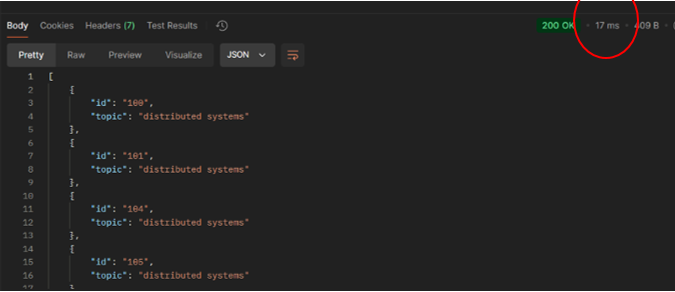 Body Cookies Headers (7) Test Results 200 OK • 17 ms • 409 B •
Pretty Raw Preview Visualize JSON
1 [
2 {
3 "id": "100",
4 "topic": "distributed systems"
5 },
6 {
7 "id": "101",
8 "topic": "distributed systems"
9 },
10 {
11 "id": "104",
12 "topic": "distributed systems"
13 },
14 {
15 "id": "105",
16 "topic": "distributed systems"
17 }